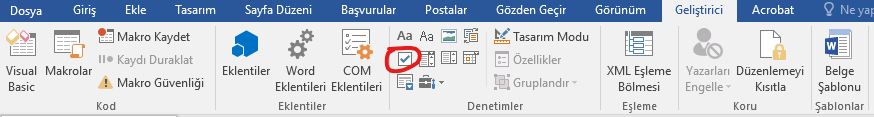 Dosya Giriş Ekle Tasarım Sayfa Düzeni Başvurular Postalar Gözden Geçir Görünüm Geliştirici Acrobat Ne yap
Visual Basic
Makrolar
Makro Kaydet
Kaydı Duraklat
Makro Güvenliği
Kod
Eklentiler
Word Eklentileri
COM Eklentileri
Eklentiler
Aa Aa
Tasarım Modu
Özellikler
Gruplandır
Denetimler
XML Eşleme Bölmesi
Eşleme
Yazarları Engelle
Düzenlemeyi Kısıtla
Koru
Belge Şablonu
Şablonlar